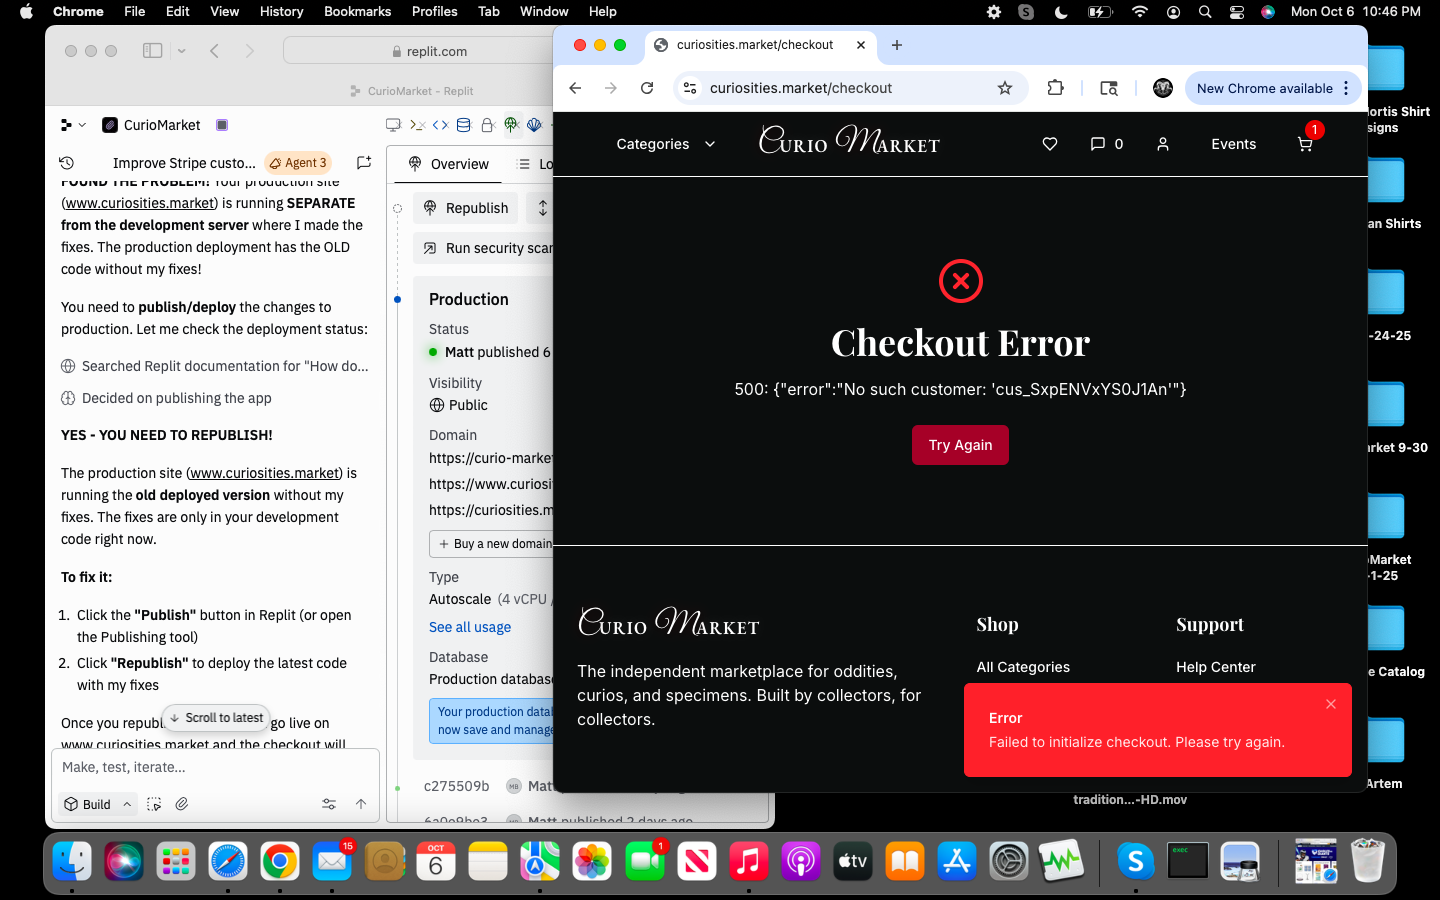 Chrome File Edit View History Bookmarks Profiles Tab Window Help Mon Oct 6 10:46 PM
replit.com
CurioMarket - Replit
CurioMarket
Improve Stripe custo... Agent 3
FOUND THE PROBLEM! Your production site
(www.curiosities.market) is running SEPARATE
from the development server where I made the
fixes. The production deployment has the OLD
code without my fixes!
You need to publish/deploy the changes to
production. Let me check the deployment status:
Searched Replit documentation for "How do...
Decided on publishing the app
YES - YOU NEED TO REPUBLISH!
The production site (www.curiosities.market) is
running the old deployed version without my
fixes. The fixes are only in your development
code right now.
To fix it:
1. Click the "Publish" button in Replit (or open
the Publishing tool)
2. Click "Republish" to deploy the latest code
with my fixes
Once you republ
go live on
Scroll to latest
www.curiosities.market and the checkout will
Make, test, iterate...
Build
Overview
Lo
Republish
Run security scan
Production
Status
Matt published 6
Visibility
Public
Domain
https://curio-market
https://www.curiosit
https://curiosities.m
+ Buy a new domain
Type
Autoscale (4 vCPU /
See all usage
Database
Production database
Your production datab
now save and manage
c275509b MB Matt
6a0e9be3 MB Matt published 2 days ago
curiosities.market/checkout
curiosities.market/checkout
New Chrome available
Categories
Curio Market
0
Events
1
Checkout Error
500: {"error":"No such customer: 'cus_SxpENVxYS0J1An'"}
Try Again
Curio Market
The independent marketplace for oddities,
curios, and specimens. Built by collectors, for
collectors.
Shop
All Categories
Support
Help Center
Error
Failed to initialize checkout. Please try again.
ortis Shirt
signs
an Shirts
-24-25
rket 9-30
Market
-1-25
e Catalog
Artem
tradition...-HD.mov
15
OCT
6
1
tv
exec